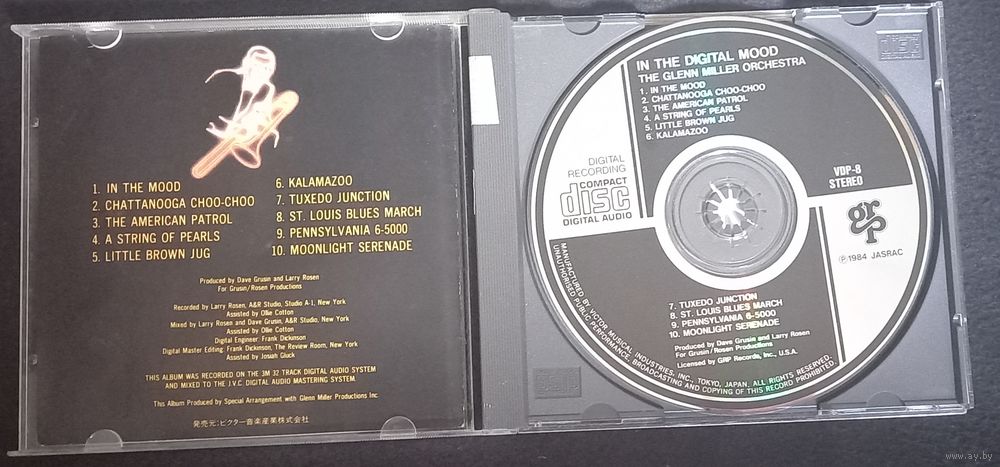 1. IN THE MOOD
2. CHATTANOOGA CHOO-CHOO
3. THE AMERICAN PATROL
4. A STRING OF PEARLS
5. LITTLE BROWN JUG
6. KALAMAZOO
7. TUXEDO JUNCTION
8. ST. LOUIS BLUES MARCH
9. PENNSYLVANIA 6-5000
10. MOONLIGHT SERENADE
Produced by Dave Grusin and Larry Rosen
For Grusin/Rosen Productions
Recorded by Larry Rosen, A&R Studio, Studio A-1, New York
Assisted by Ollie Cotton
Mixed by Larry Rosen and Dave Grusin, A&R Studio, New York
Assisted by Ollie Cotton
Digital Engineer: Frank Dickinson
Digital Master Editing: Frank Dickinson, The Review Room, New York
Assisted by Josiah Gluck
THIS ALBUM WAS RECORDED ON THE 3M 32 TRACK DIGITAL AUDIO SYSTEM
AND MIXED TO THE J.V.C. DIGITAL AUDIO MASTERING SYSTEM.
This Album Produced by Special Arrangement with Glenn Miller Productions Inc
発売元:ビクター音楽産業株式会社
IN THE DIGITAL MOOD
THE GLENN MILLER ORCHESTRA
1. IN THE MOOD
2. CHATTANOOGA CHOO-CHOO
3. THE AMERICAN PATROL
4. A STRING OF PEARLS
5. LITTLE BROWN JUG
6. KALAMAZOO
DIGITAL
RECORDING
COMPACT
disc
DIGITAL AUDIO
VDP-8
STEREO
grp
Ⓟ1984 JASRAC
7. TUXEDO JUNCTION
8. ST. LOUIS BLUES MARCH
9. PENNSYLVANIA 6-5000
10. MOONLIGHT SERENADE
Produced by Dave Grusin and Larry Rosen
For Grusin/Rosen Productions
Licensed by GRP Records, Inc., U.S.A.
MANUFACTURED BY VICTOR MUSICAL INDUSTRIES, INC., TOKYO, JAPAN. ALL RIGHTS RESERVED.
UNAUTHORISED PUBLIC PERFORMANCE, BROADCASTING AND COPYING OF THIS RECORD PROHIBITED.
disc
www.ay.by